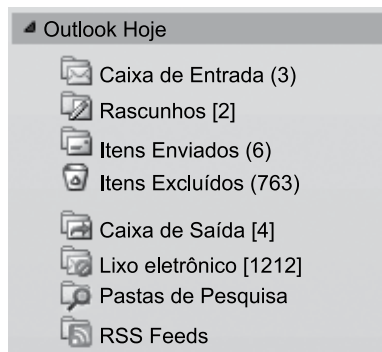 Outlook Hoje
Caixa de Entrada (3)
Rascunhos [2]
Itens Enviados (6)
Itens Excluídos (763)
Caixa de Saída [4]
Lixo eletrônico [1212]
Pastas de Pesquisa
RSS Feeds